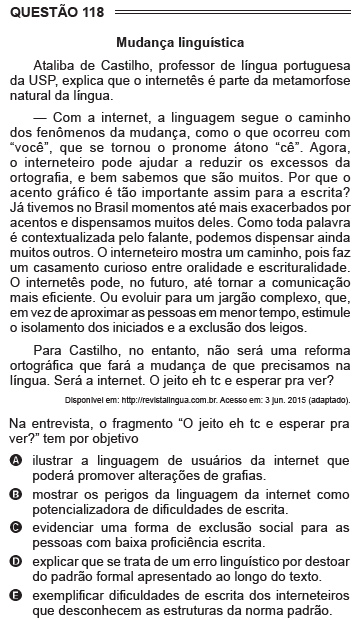 QUESTÃO 118
Mudança linguística
Ataliba de Castilho, professor de língua portuguesa
da USP, explica que o internetês é parte da metamorfose
natural da língua.
— Com a internet, a linguagem segue o caminho
dos fenômenos da mudança, como o que ocorreu com
“você”, que se tornou o pronome átono “cê”. Agora,
o interneteiro pode ajudar a reduzir os excessos da
ortografia, e bem sabemos que são muitos. Por que o
acento gráfico é tão importante assim para a escrita?
Já tivemos no Brasil momentos até mais exacerbados por
acentos e dispensamos muitos deles. Como toda palavra
é contextualizada pelo falante, podemos dispensar ainda
muitos outros. O interneteiro mostra um caminho, pois faz
um casamento curioso entre oralidade e escrituralidade.
O internetês pode, no futuro, até tornar a comunicação
mais eficiente. Ou evoluir para um jargão complexo, que,
em vez de aproximar as pessoas em menor tempo, estimule
o isolamento dos iniciados e a exclusão dos leigos.
Para Castilho, no entanto, não será uma reforma
ortográfica que fará a mudança de que precisamos na
língua. Será a internet. O jeito eh tc e esperar pra ver?
Disponível em: http://revistalingua.com.br. Acesso em: 3 jun. 2015 (adaptado).
Na entrevista, o fragmento “O jeito eh tc e esperar pra
ver?” tem por objetivo
A ilustrar a linguagem de usuários da internet que
poderá promover alterações de grafias.
B mostrar os perigos da linguagem da internet como
potencializadora de dificuldades de escrita.
C evidenciar uma forma de exclusão social para as
pessoas com baixa proficiência escrita.
D explicar que se trata de um erro linguístico por destoar
do padrão formal apresentado ao longo do texto.
E exemplificar dificuldades de escrita dos interneteiros
que desconhecem as estruturas da norma padrão.